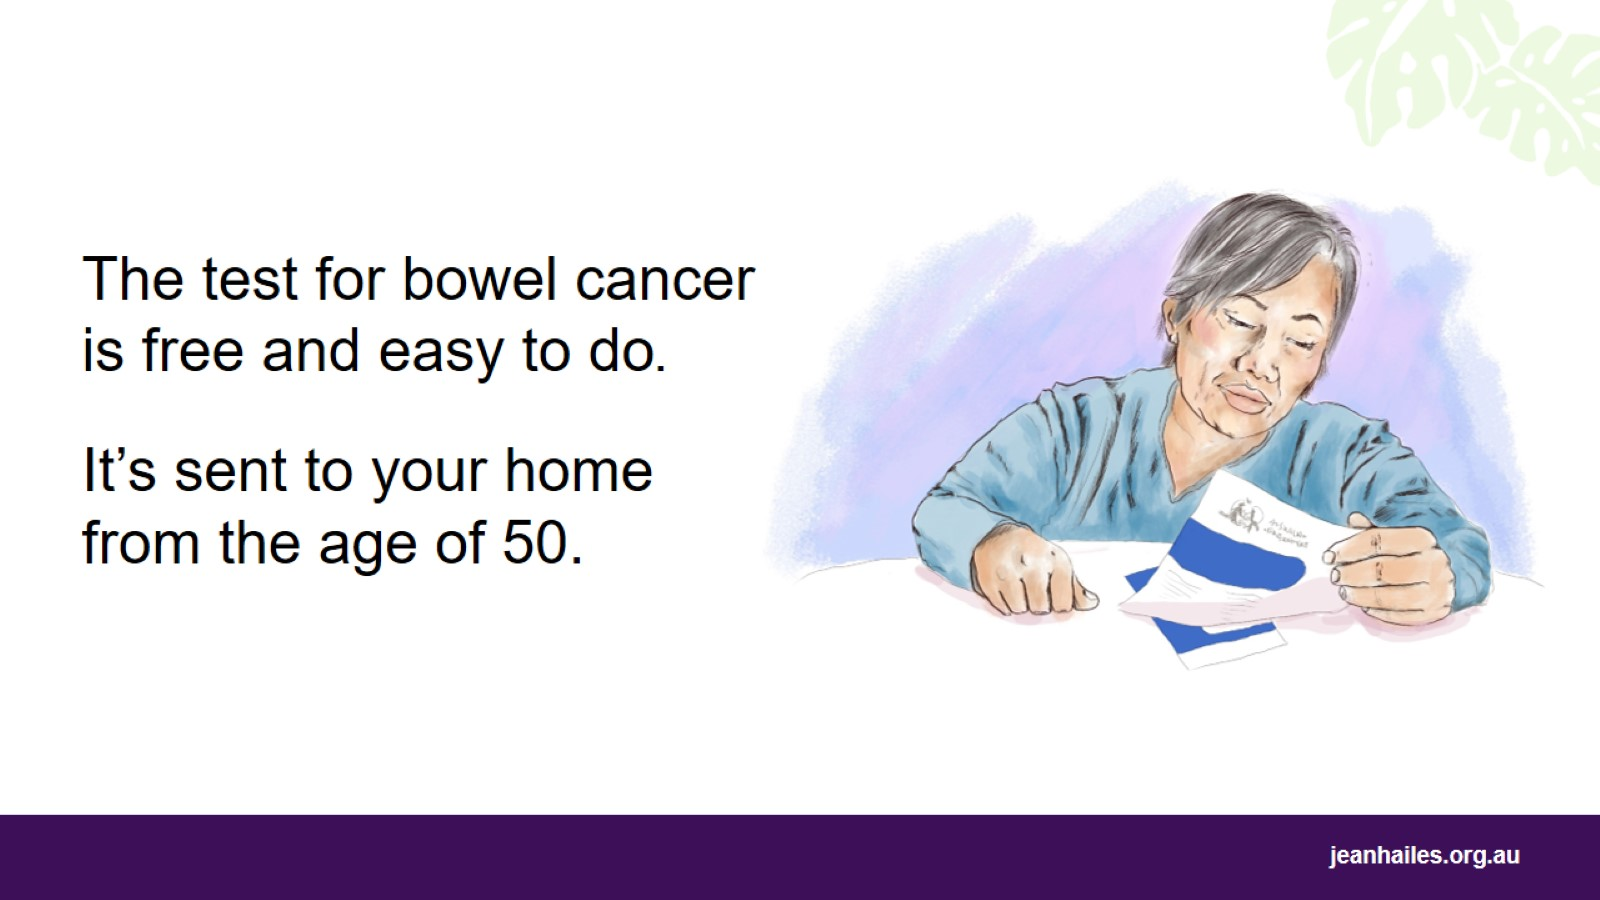 The test for bowel cancer
is free and easy to do.
It’s sent to your home
from the age of 50.
jeanhailes.org.au